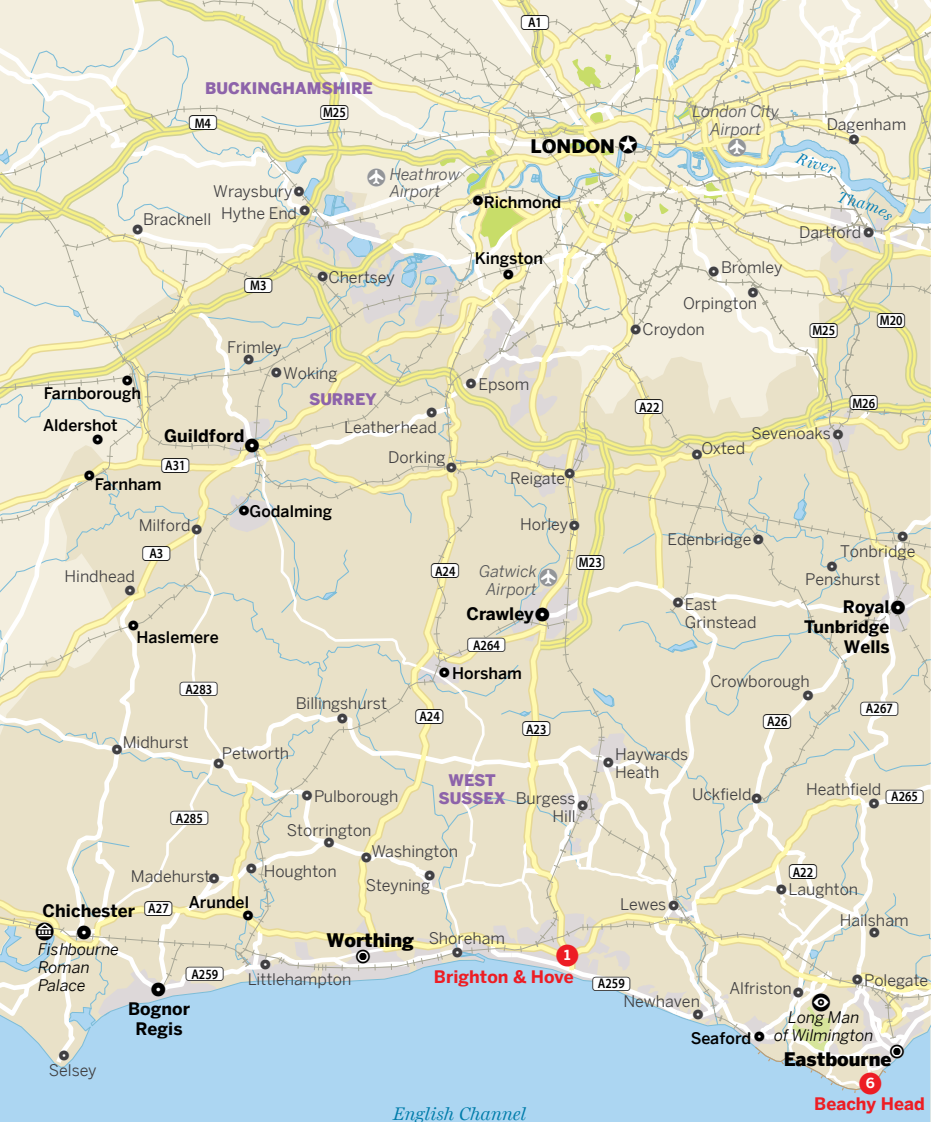 A1
BUCKINGHAMSHIRE
M25
M4
London City
Airport
Dagenham
LONDON
River
Thames
Heathrow
Airport
Wraysbury
Hythe End
Richmond
Bracknell
Dartford
Kingston
Chertsey
Bromley
M3
Orpington
Croydon
M25
M20
Frimley
Woking
Farnborough
Epsom
SURREY
A22
M26
Aldershot
Leatherhead
Guildford
Sevenoaks
Oxted
Dorking
A31
Reigate
Farnham
Godalming
Milford
Horley
Edenbridge
Tonbridge
A3
M23
A24
Gatwick
Airport
Hindhead
Penshurst
Crawley
East
Grinstead
Royal
Tunbridge
Wells
Haslemere
A264
Horsham
A283
Crowborough
Billingshurst
A24
A26
A267
A23
Midhurst
Petworth
Haywards
Heath
WEST
SUSSEX
Pulborough
Burgess
Hill
Uckfield
Heathfield
A265
A285
Storrington
Washington
Houghton
A22
Madehurst
Steyning
Laughton
Arundel
Lewes
Chichester
A27
Hailsham
Worthing
Shoreham
Fishbourne
Roman
Palace
1
Brighton & Hove
A259
Littlehampton
A259
Polegate
Alfriston
Newhaven
Bognor
Regis
Long Man
of Wilmington
Seaford
Eastbourne
Selsey
6
Beachy Head
English Channel